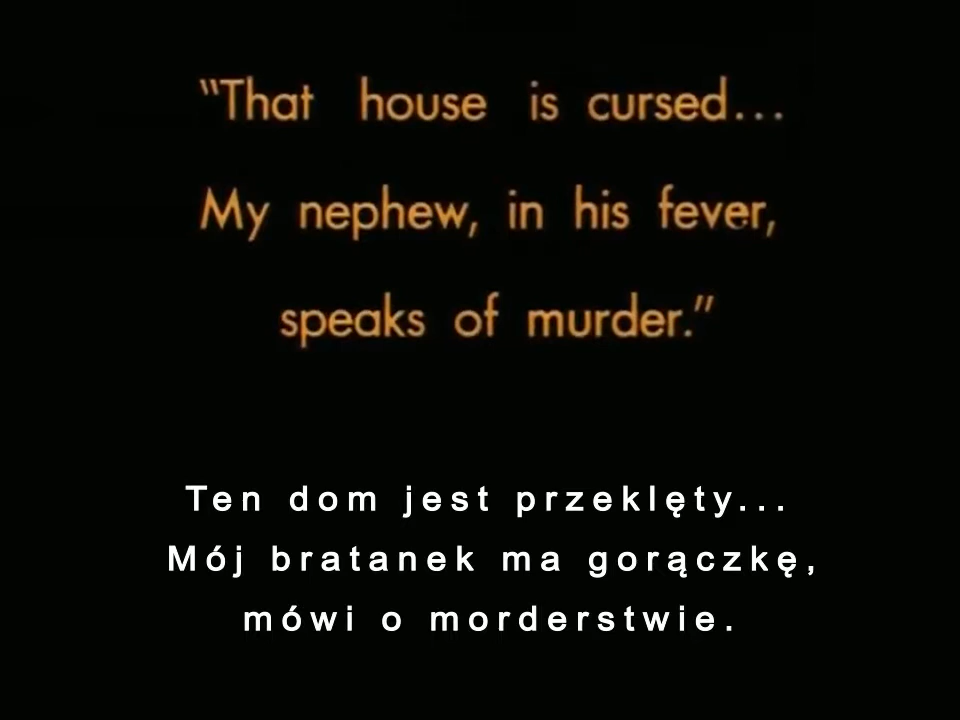 “That house is cursed...
My nephew, in his fever,
speaks of murder.”
Ten dom jest przeklęty...
Mój bratanek ma gorączkę,
mówi o morderstwie.